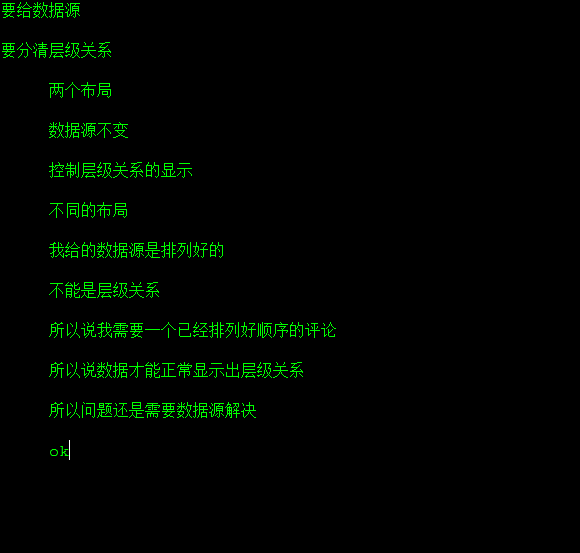 要给数据源
要分清层级关系
两个布局
数据源不变
控制层级关系的显示
不同的布局
我给的数据源是排列好的
不能是层级关系
所以说我需要一个已经排列好顺序的评论
所以说数据才能正常显示出层级关系
所以问题还是需要数据源解决
ok